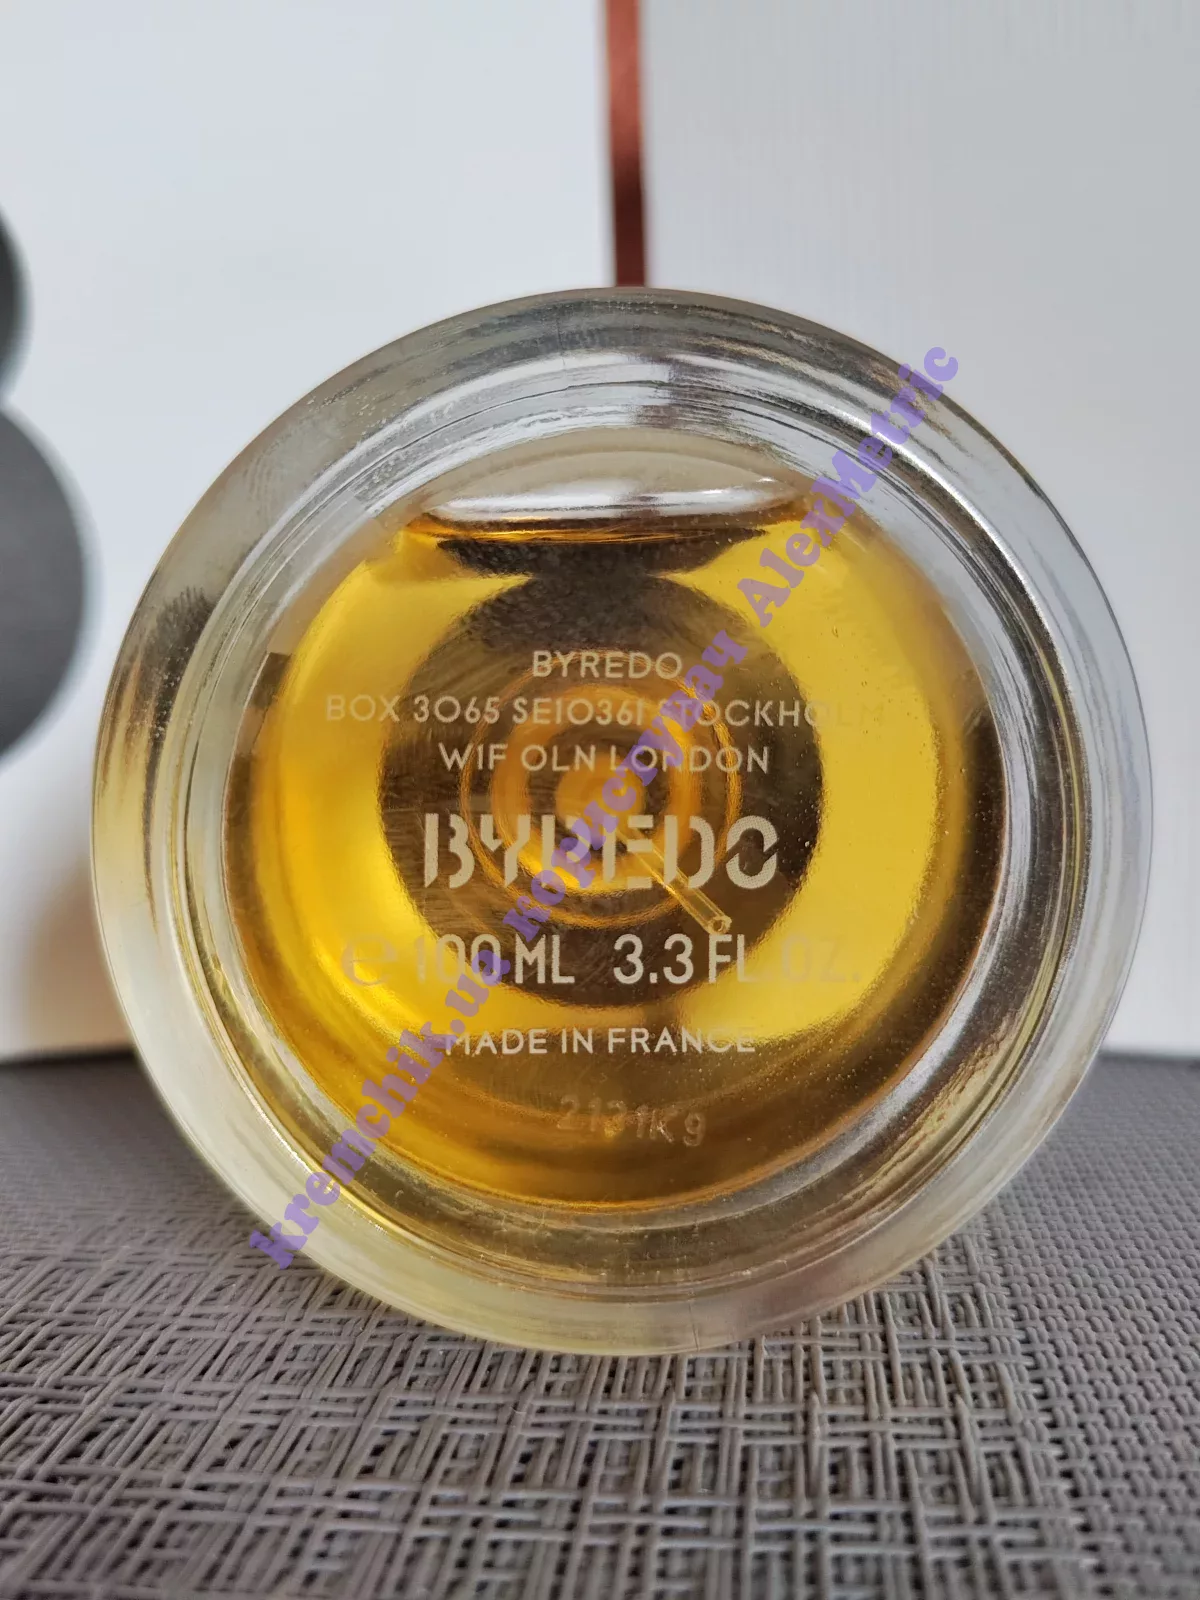 BYREDO
BOX 3065 SE10361 STOCKHOLM
W1F OLN LONDON
BYREDO
e 100 ML 3.3 FL.OZ.
MADE IN FRANCE
2131K9
kremchik.ua користувач AlexMetric